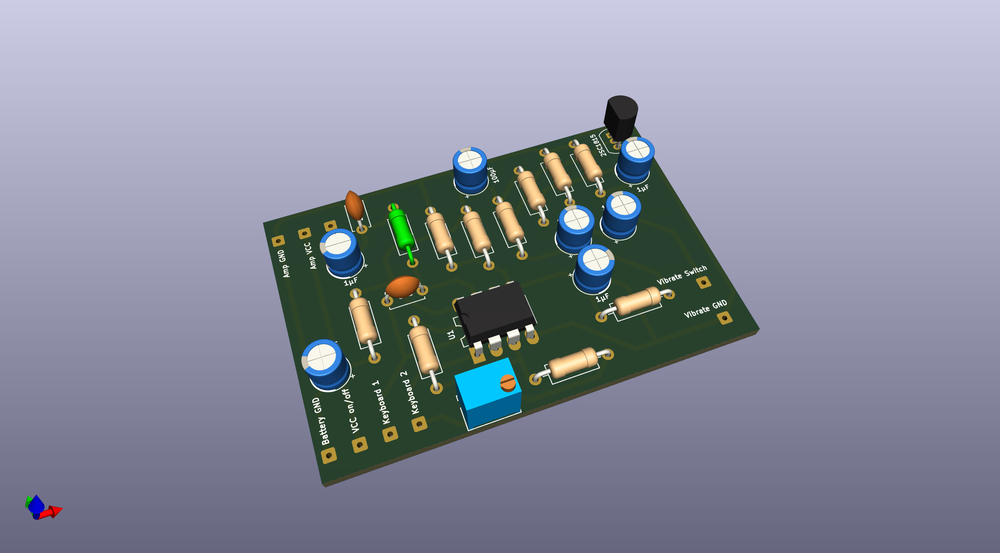 2SC1815
100µF
1µF
Amp GND
Amp VCC
1µF
1µF
Vibrate Switch
Vibrate GND
U1
Battery GND
VCC on/off
Keyboard 1
Keyboard 2